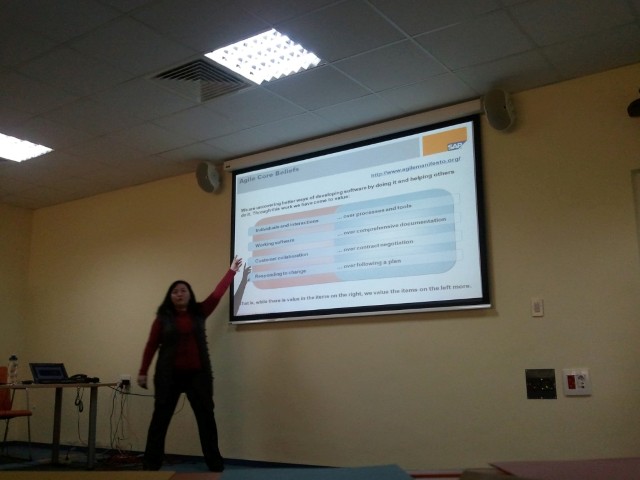 Agile Core Beliefs
SAP
http://www.agilemanifesto.org/
We are uncovering better ways of developing software by doing it and helping others
do it. Through this work we have come to value:
Individuals and interactions
... over processes and tools
Working software
... over comprehensive documentation
Customer collaboration
... over contract negotiation
Responding to change
... over following a plan
That is, while there is value in the items on the right, we value the items on the left more.